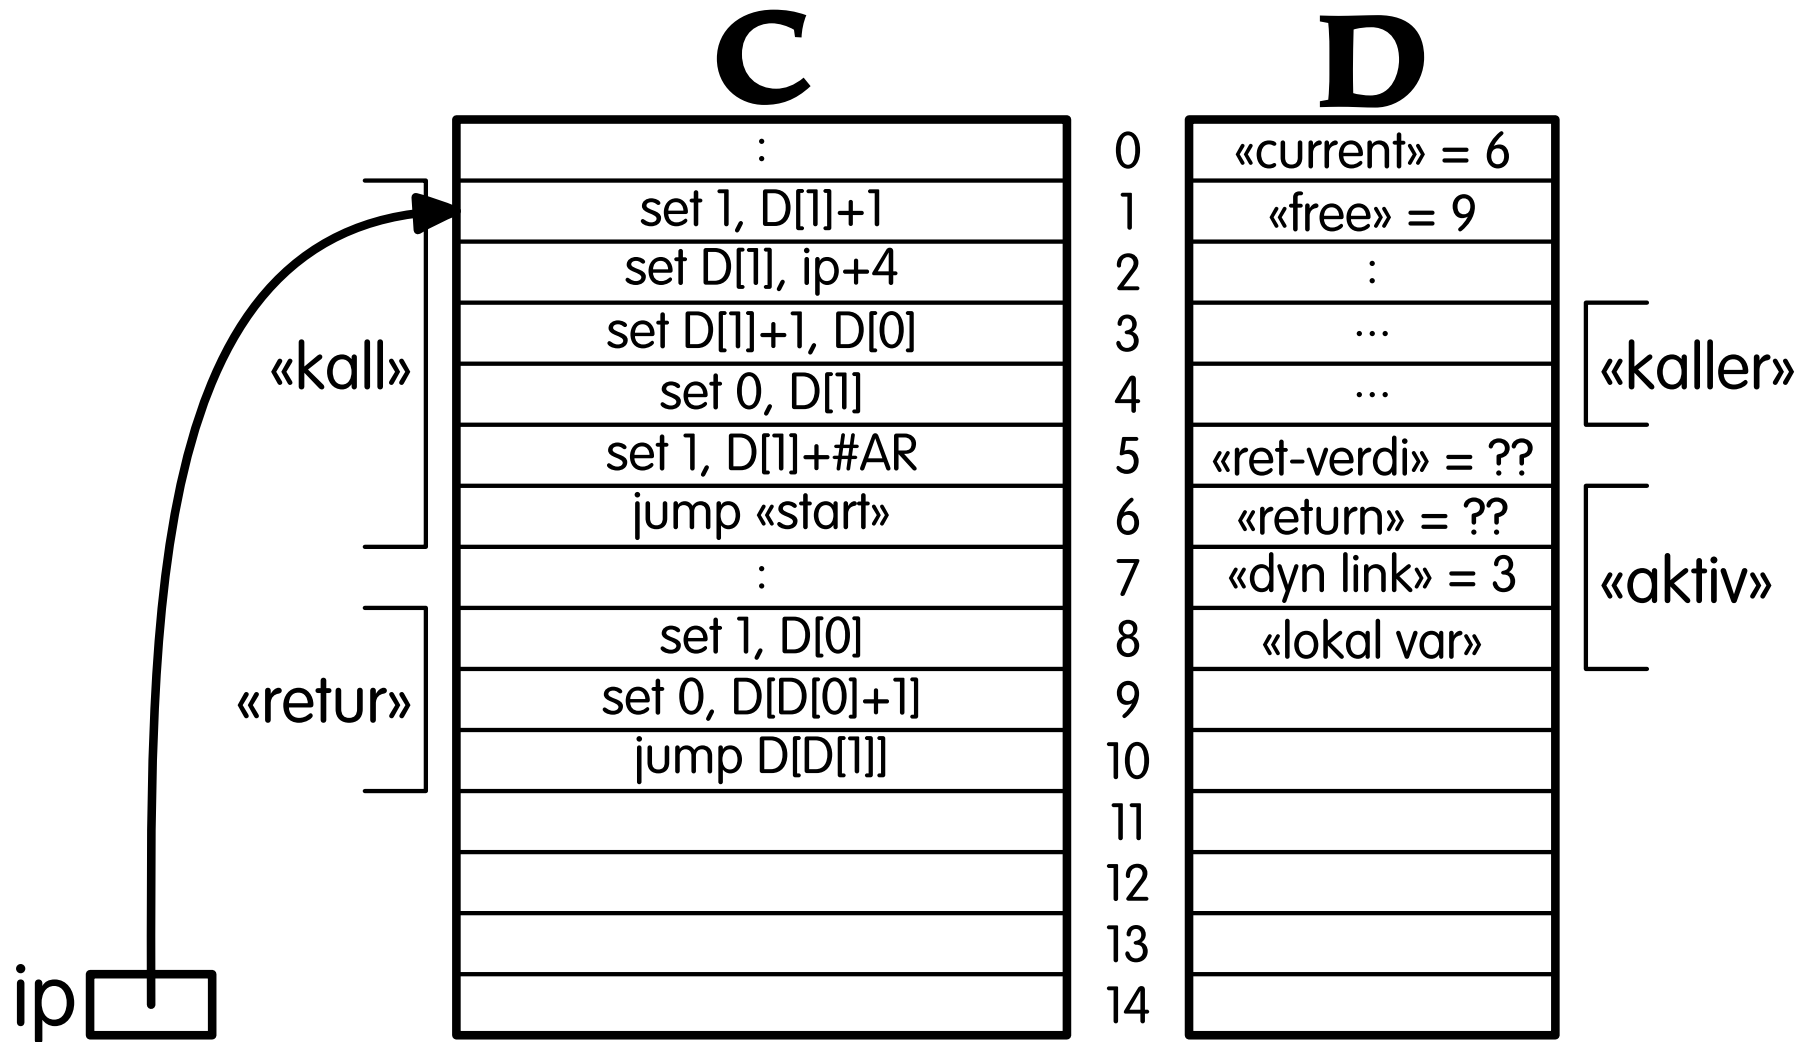 C D
: 0 «current» = 6
set 1, D[1]+1 1 «free» = 9
set D[1], ip+4 2 :
set D[1]+1, D[0] 3 ...
«kall» set 0, D[1] 4 ... «kaller»
set 1, D[1]+#AR 5 «ret-verdi» = ??
jump «start» 6 «return» = ??
: 7 «dyn link» = 3 «aktiv»
set 1, D[0] 8 «lokal var»
«retur» set 0, D[D[0]+1] 9
jump D[D[1]] 10
11
12
13
ip 14